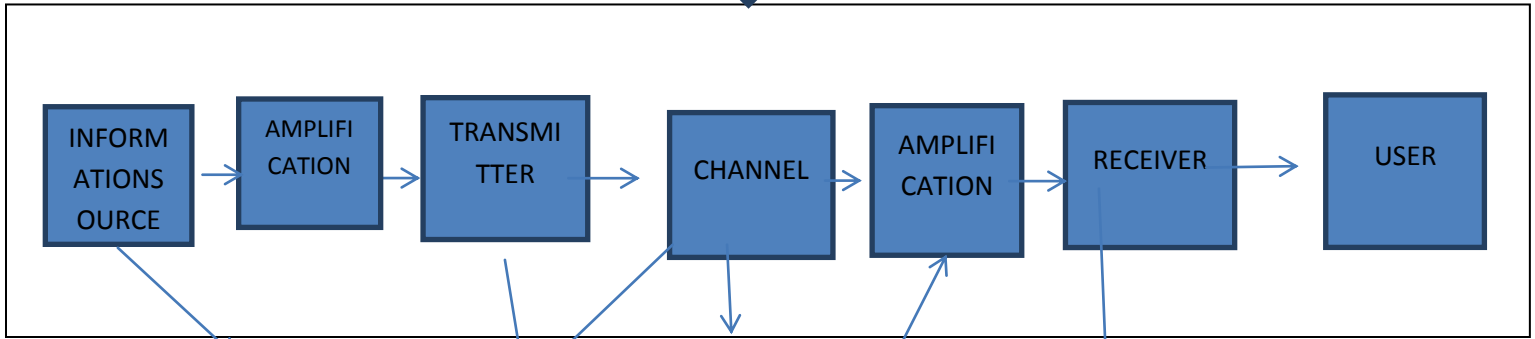 INFORM
ATIONS
OURCE
AMPLIFI
CATION
TRANSMI
TTER
CHANNEL
AMPLIFI
CATION
RECEIVER
USER